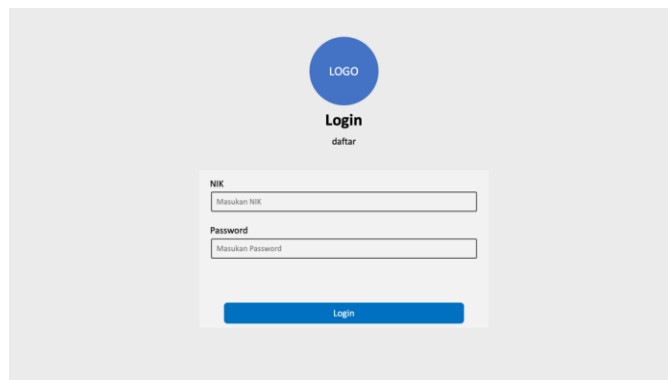 LOGO
Login
daftar
NIK
Masukan NIK
Password
Masukan Password
Login